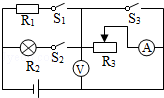 R₁ S₁ S₃
R₂ S₂ R₃ A
V